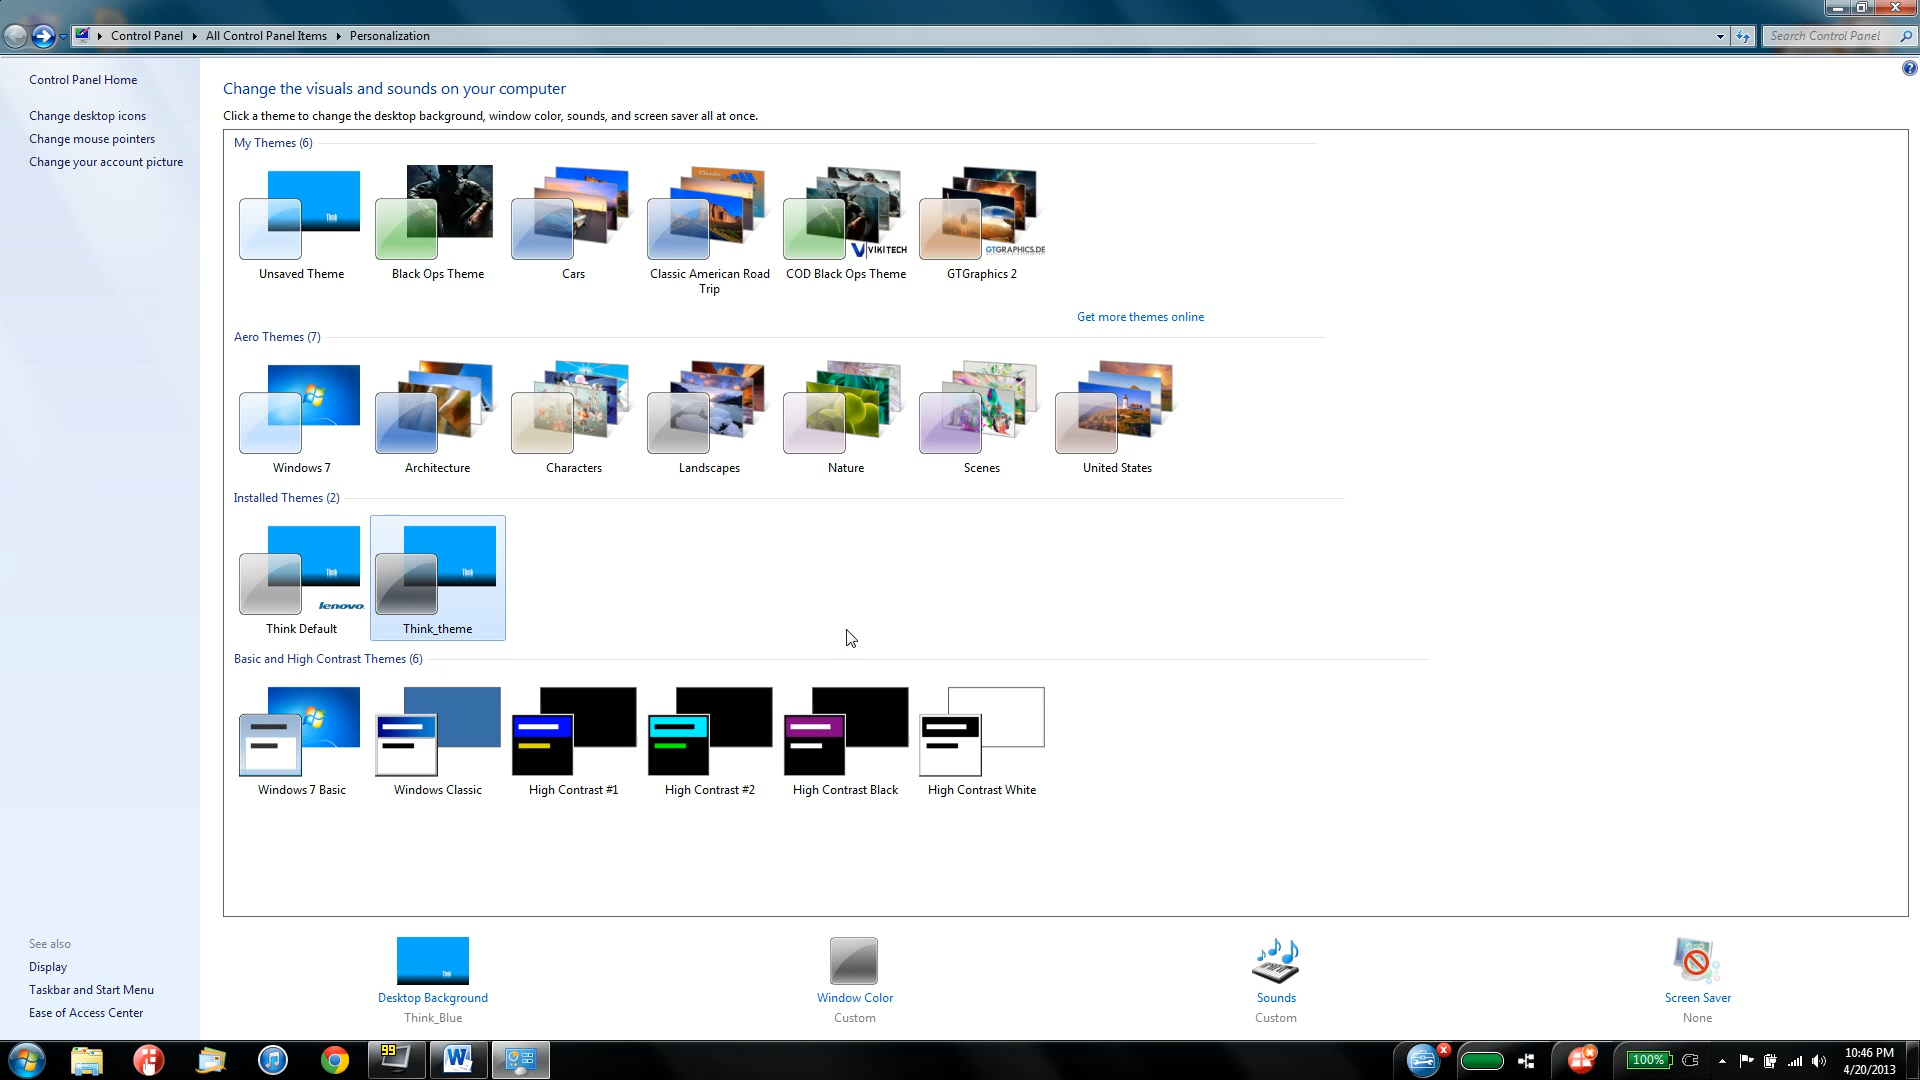 Control Panel
All Control Panel Items
Personalization
Search Control Panel
Control Panel Home
Change desktop icons
Change mouse pointers
Change your account picture
Change the visuals and sounds on your computer
Click a theme to change the desktop background, window color, sounds, and screen saver all at once.
My Themes (6)
Think
VIKITECH
GTGRAPHICS.DE
Unsaved Theme
Black Ops Theme
Cars
Classic American Road
Trip
COD Black Ops Theme
GTGraphics 2
Get more themes online
Aero Themes (7)
Windows 7
Architecture
Characters
Landscapes
Nature
Scenes
United States
Installed Themes (2)
Think
Think
lenovo
Think Default
Think_theme
Basic and High Contrast Themes (6)
Windows 7 Basic
Windows Classic
High Contrast #1
High Contrast #2
High Contrast Black
High Contrast White
See also
Display
Taskbar and Start Menu
Ease of Access Center
Think
Desktop Background
Think_Blue
Window Color
Custom
Sounds
Custom
Screen Saver
None
99
W
100%
10:46 PM
4/20/2013